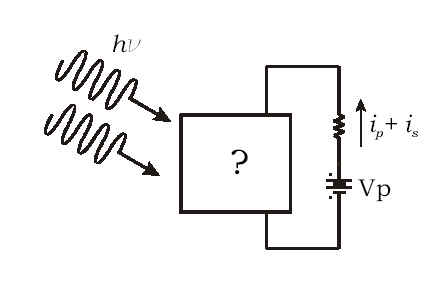 hν
?
i_p + i_s
Vp